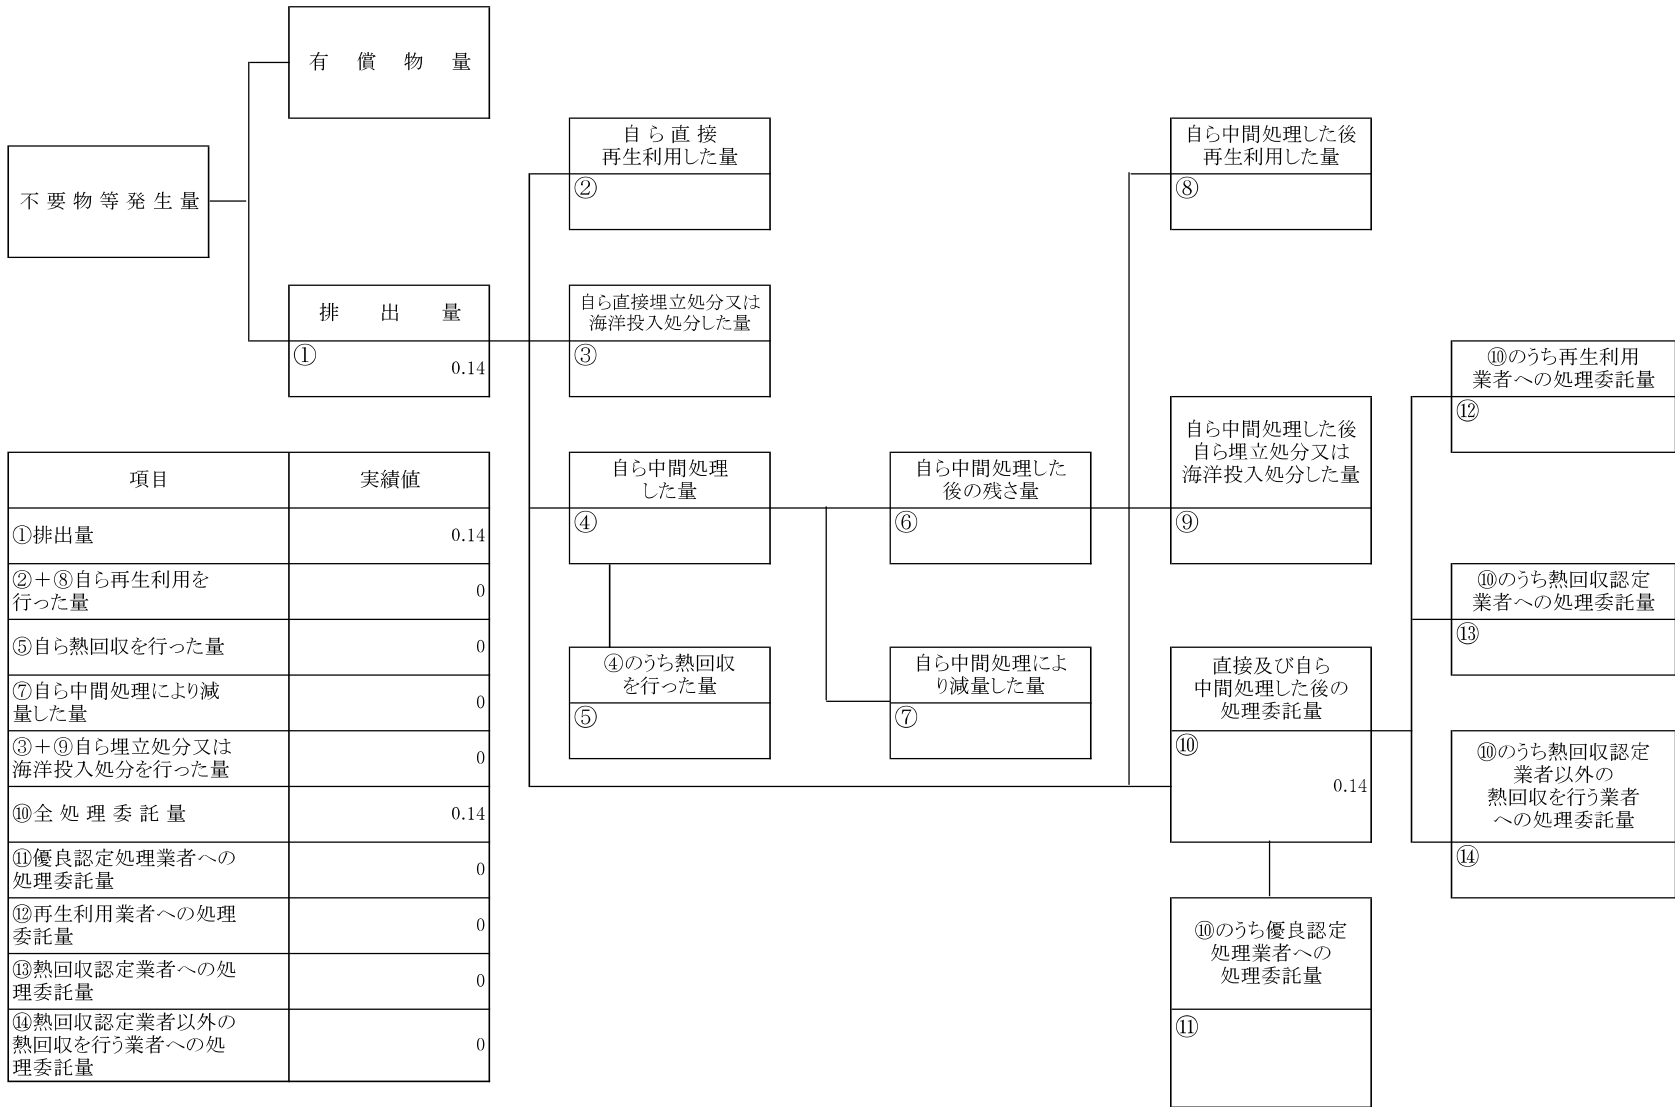 有償物量
不要物等発生量
排出量
①
0.14
自ら直接
再生利用した量
②
自ら直接埋立処分又は
海洋投入処分した量
③
自ら中間処理
した量
④
④のうち熱回収
を行った量
⑤
自ら中間処理した
後の残さ量
⑥
自ら中間処理によ
り減量した量
⑦
自ら中間処理した後
再生利用した量
⑧
自ら中間処理した後
自ら埋立処分又は
海洋投入処分した量
⑨
直接及び自ら
中間処理した後の
処理委託量
⑩
0.14
⑩のうち優良認定
処理業者への
処理委託量
⑪
⑩のうち再生利用
業者への処理委託量
⑫
⑩のうち熱回収認定
業者への処理委託量
⑬
⑩のうち熱回収認定
業者以外の
熱回収を行う業者
への処理委託量
⑭
項目 実績値
①排出量 0.14
②＋⑧自ら再生利用を
行った量 0
⑤自ら熱回収を行った量 0
⑦自ら中間処理により減
量した量 0
③＋⑨自ら埋立処分又は
海洋投入処分を行った量 0
⑩全処理委託量 0.14
⑪優良認定処理業者への
処理委託量 0
⑫再生利用業者への処理
委託量 0
⑬熱回収認定業者への処
理委託量 0
⑭熱回収認定業者以外の
熱回収を行う業者への処
理委託量 0